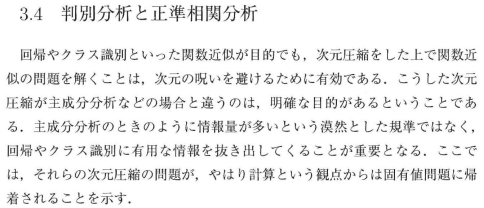 3.4 判別分析と正準相関分析
回帰やクラス識別といった関数近似が目的でも，次元圧縮をした上で関数近
似の問題を解くことは，次元の呪いを避けるために有効である．こうした次元
圧縮が主成分分析などの場合と違うのは，明確な目的があるということであ
る．主成分分析のときのように情報量が多いという漠然とした規準ではなく，
回帰やクラス識別に有用な情報を抜き出してくることが重要となる．ここで
は，それらの次元圧縮の問題が，やはり計算という観点からは固有値問題に帰
着されることを示す．